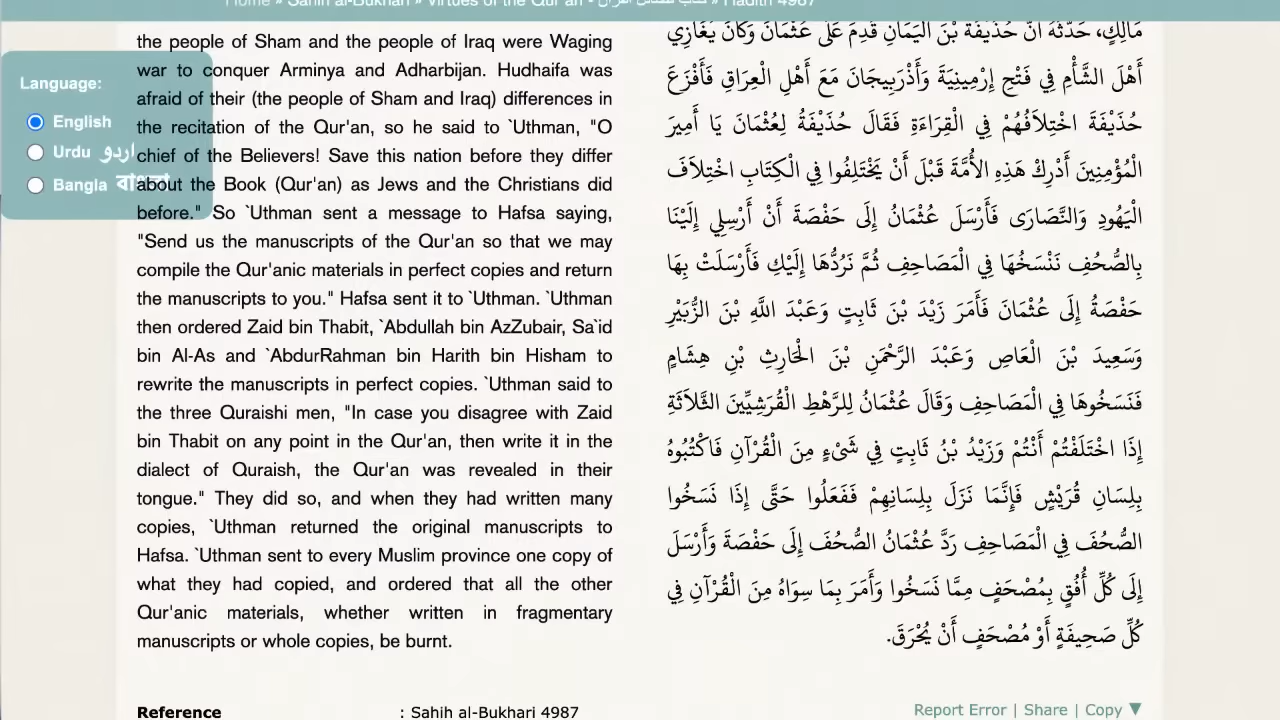 Home » Sahih al-Bukhari » Virtues of the Qur'an - كتاب فضائل القرآن » Hadith 4987
Language:
English
Urdu اردو
Bangla বাংলা
the people of Sham and the people of Iraq were Waging
war to conquer Arminya and Adharbijan. Hudhaifa was
afraid of their (the people of Sham and Iraq) differences in
the recitation of the Qur'an, so he said to `Uthman, "O
chief of the Believers! Save this nation before they differ
about the Book (Qur'an) as Jews and the Christians did
before." So `Uthman sent a message to Hafsa saying,
"Send us the manuscripts of the Qur'an so that we may
compile the Qur'anic materials in perfect copies and return
the manuscripts to you." Hafsa sent it to `Uthman. `Uthman
then ordered Zaid bin Thabit, `Abdullah bin AzZubair, Sa`id
bin Al-As and `AbdurRahman bin Harith bin Hisham to
rewrite the manuscripts in perfect copies. `Uthman said to
the three Quraishi men, "In case you disagree with Zaid
bin Thabit on any point in the Qur'an, then write it in the
dialect of Quraish, the Qur'an was revealed in their
tongue." They did so, and when they had written many
copies, `Uthman returned the original manuscripts to
Hafsa. `Uthman sent to every Muslim province one copy of
what they had copied, and ordered that all the other
Qur'anic materials, whether written in fragmentary
manuscripts or whole copies, be burnt.
مَالِكٍ، حَدَّثَهُ أَنَّ حُذَيْفَةَ بْنَ الْيَمَانِ قَدِمَ عَلَى عُثْمَانَ وَكَانَ يُغَازِي
أَهْلَ الشَّأْمِ فِي فَتْحِ إِرْمِينِيَةَ وَأَذْرَبِيجَانَ مَعَ أَهْلِ الْعِرَاقِ فَأَفْزَعَ
حُذَيْفَةَ اخْتِلاَفُهُمْ فِي الْقِرَاءَةِ فَقَالَ حُذَيْفَةُ لِعُثْمَانَ يَا أَمِيرَ
الْمُؤْمِنِينَ أَدْرِكْ هَذِهِ الأُمَّةَ قَبْلَ أَنْ يَخْتَلِفُوا فِي الْكِتَابِ اخْتِلاَفَ
الْيَهُودِ وَالنَّصَارَى فَأَرْسَلَ عُثْمَانُ إِلَى حَفْصَةَ أَنْ أَرْسِلِي إِلَيْنَا
بِالصُّحُفِ نَنْسَخُهَا فِي الْمَصَاحِفِ ثُمَّ نَرُدُّهَا إِلَيْكِ فَأَرْسَلَتْ بِهَا
حَفْصَةُ إِلَى عُثْمَانَ فَأَمَرَ زَيْدَ بْنَ ثَابِتٍ وَعَبْدَ اللَّهِ بْنَ الزُّبَيْرِ
وَسَعِيدَ بْنَ الْعَاصِ وَعَبْدَ الرَّحْمَنِ بْنَ الْحَارِثِ بْنِ هِشَامٍ
فَنَسَخُوهَا فِي الْمَصَاحِفِ وَقَالَ عُثْمَانُ لِلرَّهْطِ الْقُرَشِيِّينَ الثَّلاَثَةِ
إِذَا اخْتَلَفْتُمْ أَنْتُمْ وَزَيْدُ بْنُ ثَابِتٍ فِي شَىْءٍ مِنَ الْقُرْآنِ فَاكْتُبُوهُ
بِلِسَانِ قُرَيْشٍ فَإِنَّمَا نَزَلَ بِلِسَانِهِمْ فَفَعَلُوا حَتَّى إِذَا نَسَخُوا
الصُّحُفَ فِي الْمَصَاحِفِ رَدَّ عُثْمَانُ الصُّحُفَ إِلَى حَفْصَةَ وَأَرْسَلَ
إِلَى كُلِّ أُفُقٍ بِمُصْحَفٍ مِمَّا نَسَخُوا وَأَمَرَ بِمَا سِوَاهُ مِنَ الْقُرْآنِ فِي
كُلِّ صَحِيفَةٍ أَوْ مُصْحَفٍ أَنْ يُحْرَقَ.
Reference : Sahih al-Bukhari 4987
Report Error | Share | Copy ▼